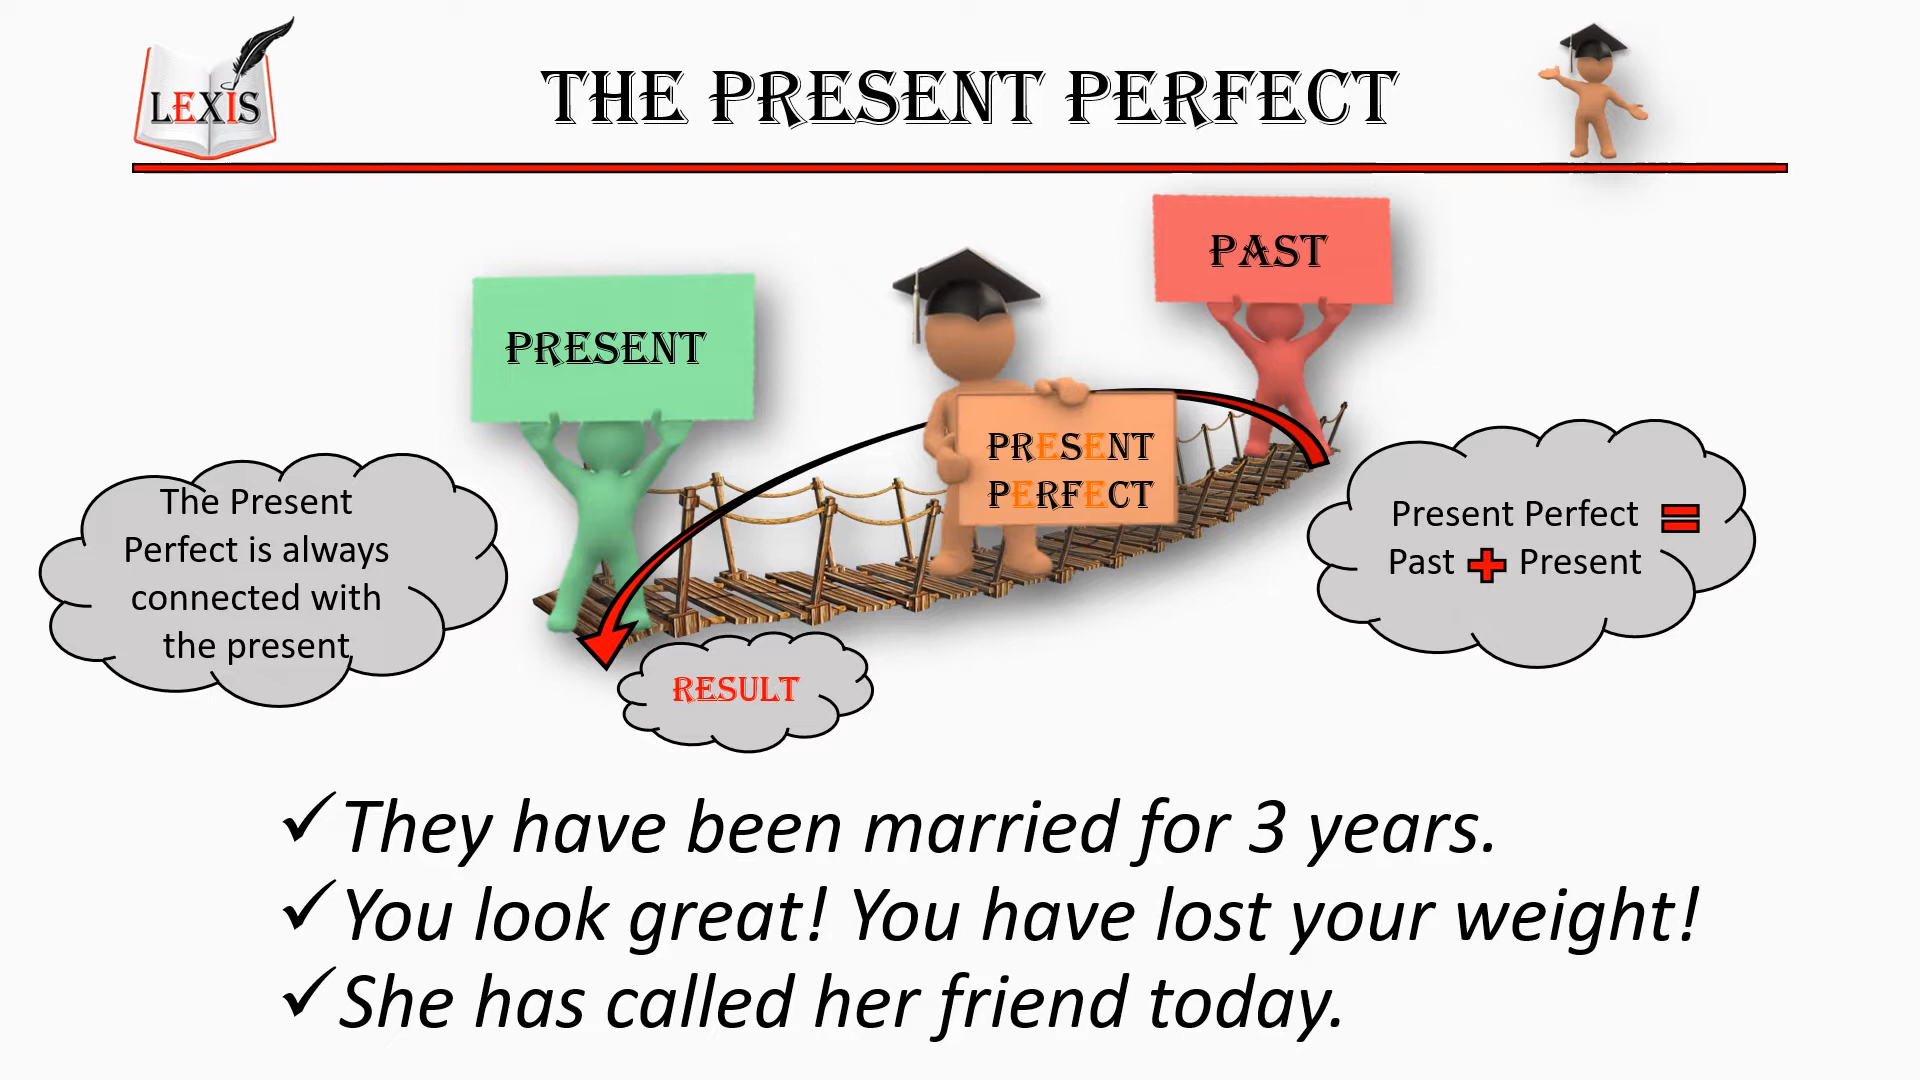 LEXIS
THE PRESENT PERFECT
PAST
PRESENT
PRESENT
PERFECT
The Present
Perfect is always
connected with
the present
Present Perfect =
Past + Present
RESULT
✓They have been married for 3 years.
✓You look great! You have lost your weight!
✓She has called her friend today.